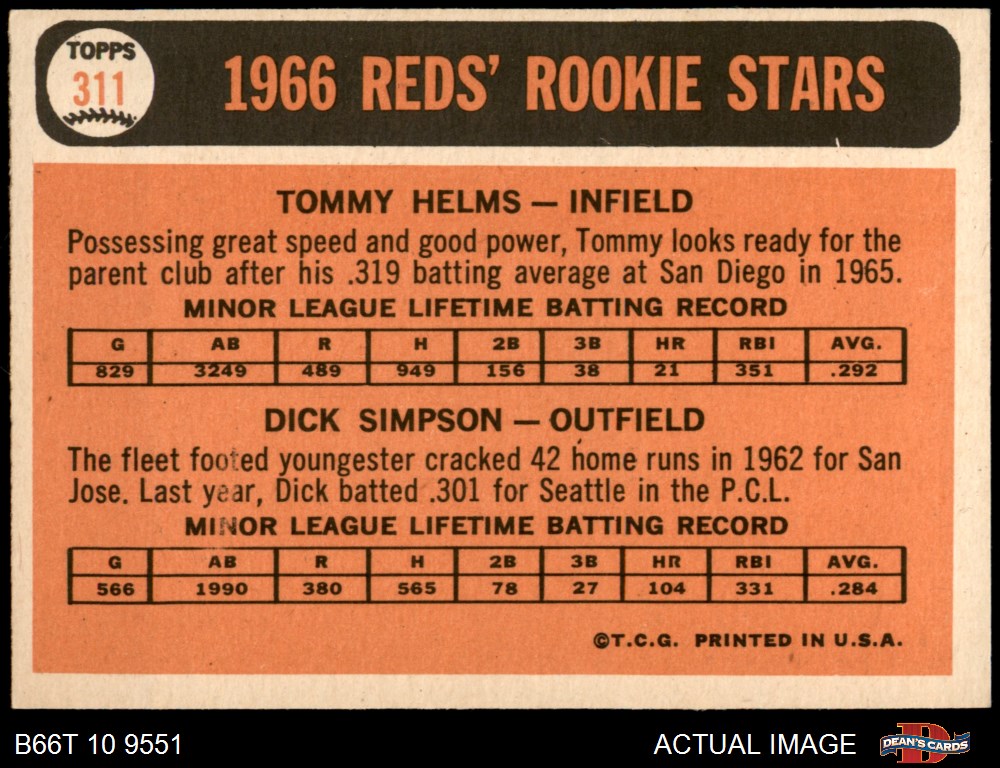 TOPPS
311
1966 REDS' ROOKIE STARS
TOMMY HELMS — INFIELD
Possessing great speed and good power, Tommy looks ready for the
parent club after his .319 batting average at San Diego in 1965.
MINOR LEAGUE LIFETIME BATTING RECORD
G AB R H 2B 3B HR RBI AVG.
829 3249 489 949 156 38 21 351 .292
DICK SIMPSON — OUTFIELD
The fleet footed youngester cracked 42 home runs in 1962 for San
Jose. Last year, Dick batted .301 for Seattle in the P.C.L.
MINOR LEAGUE LIFETIME BATTING RECORD
G AB R H 2B 3B HR RBI AVG.
566 1990 380 565 78 27 104 331 .284
©T.C.G. PRINTED IN U.S.A.
B66T 10 9551
ACTUAL IMAGE
D
DEAN'S CARDS